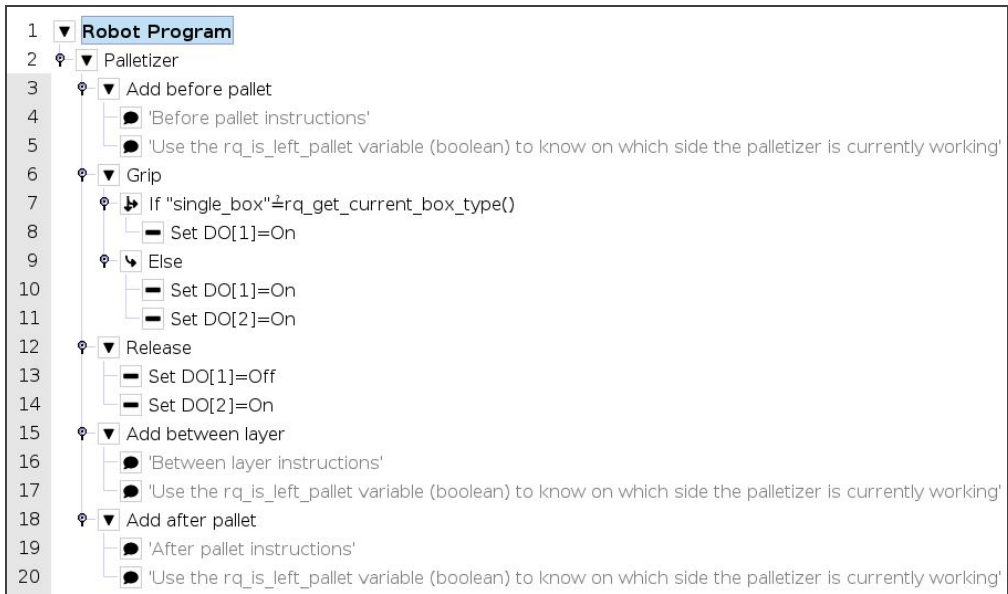 1 Robot Program
2 Palletizer
3 Add before pallet
4 'Before pallet instructions'
5 'Use the rq_is_left_pallet variable (boolean) to know on which side the palletizer is currently working'
6 Grip
7 If "single_box"≟rq_get_current_box_type()
8 Set DO[1]=On
9 Else
10 Set DO[1]=On
11 Set DO[2]=On
12 Release
13 Set DO[1]=Off
14 Set DO[2]=On
15 Add between layer
16 'Between layer instructions'
17 'Use the rq_is_left_pallet variable (boolean) to know on which side the palletizer is currently working'
18 Add after pallet
19 'After pallet instructions'
20 'Use the rq_is_left_pallet variable (boolean) to know on which side the palletizer is currently working'